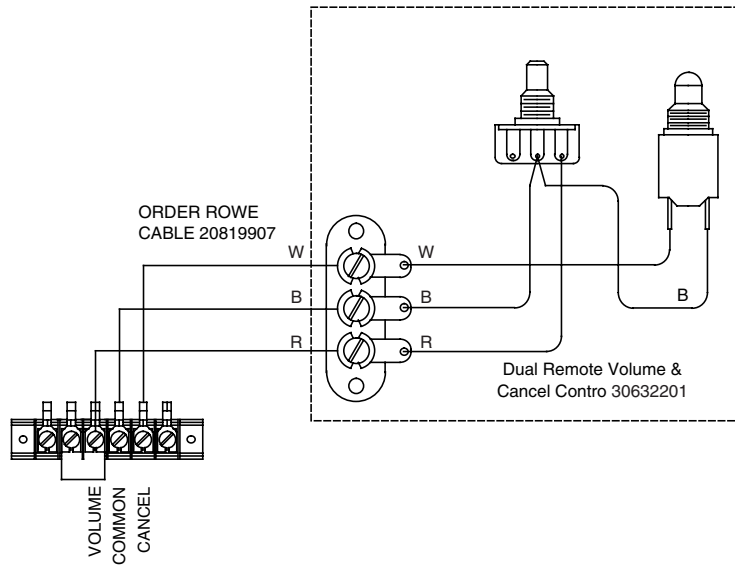 ORDER ROWE
CABLE 20819907
W
W
B
B
B
R
R
Dual Remote Volume &
Cancel Contro 30632201
VOLUME
COMMON
CANCEL